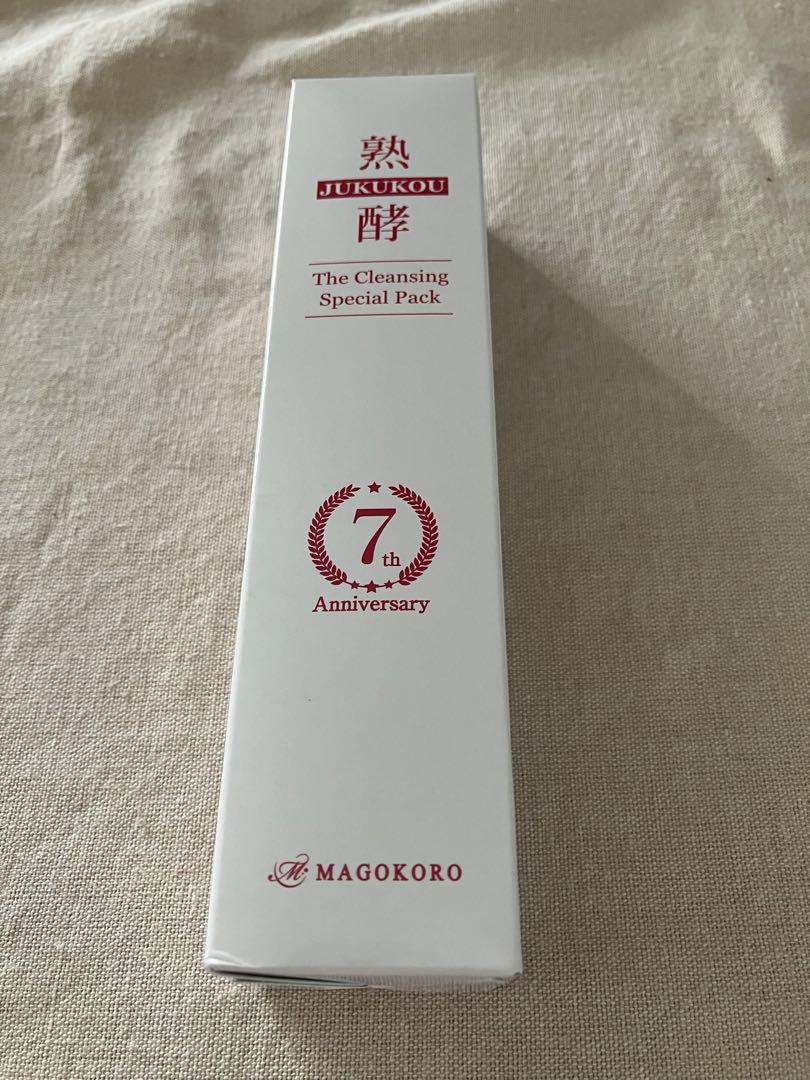 熟
JUKUKOU
酵
The Cleansing
Special Pack
7th
Anniversary
M MAGOKORO